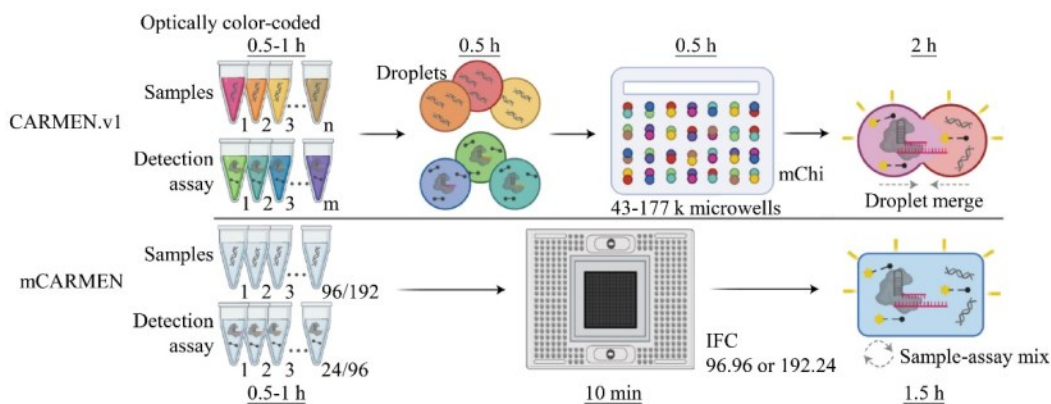 Optically color-coded
0.5-1 h
0.5 h
0.5 h
2 h
Samples
Droplets
1 2 3 ... n
CARMEN.v1
Detection
assay
1 2 3 ... m
mChi
43-177 k microwells
Droplet merge
Samples
mCARMEN
1 2 3 ... 96/192
Detection
assay
1 2 3 ... 24/96
IFC
96.96 or 192.24
Sample-assay mix
0.5-1 h
10 min
1.5 h